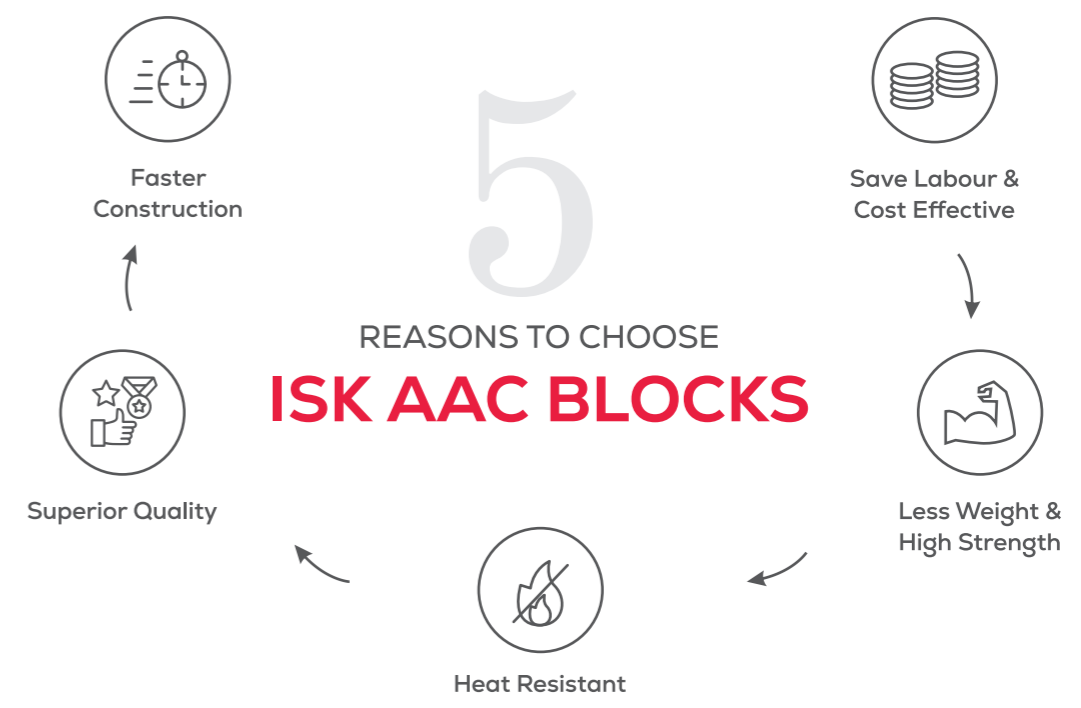 5
REASONS TO CHOOSE
ISK AAC BLOCKS
Save Labour &
Cost Effective
Less Weight &
High Strength
Heat Resistant
Superior Quality
Faster
Construction